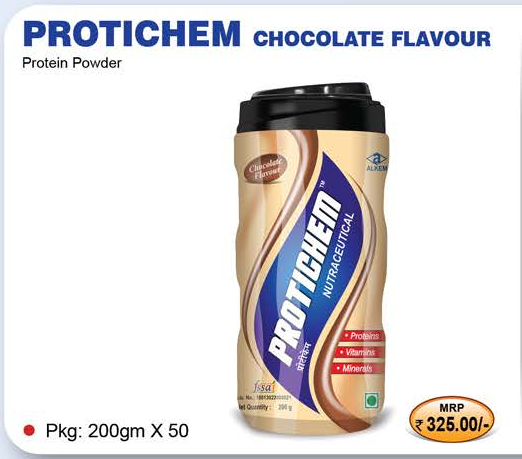 PROTICHEM CHOCOLATE FLAVOUR
Protein Powder
Chocolate
Flavour
ALKEM
PROTICHEM™
NUTRACEUTICAL
प्रोटीकेम
• Proteins
• Vitamins
• Minerals
fssai
Net Quantity : 200 g
• Pkg: 200gm X 50
MRP
₹ 325.00/-